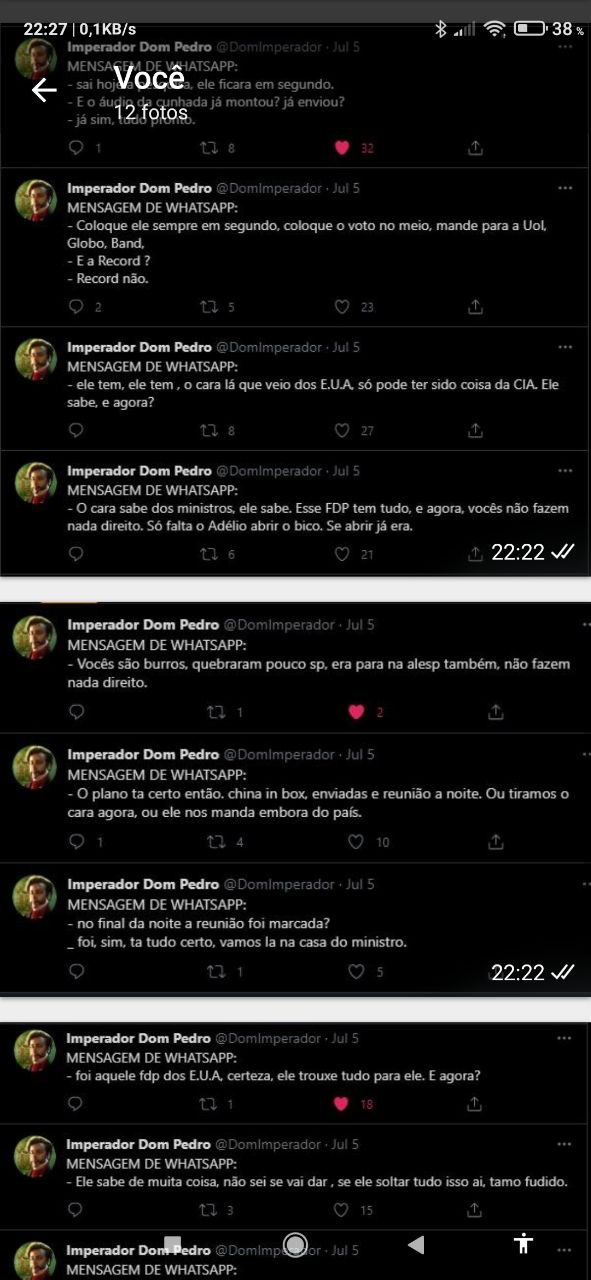 22:27 | 0,1KB/s
38 %
Imperador Dom Pedro @DomImperador · Jul 5
MENSAGEM DE WHATSAPP:
Você
- sai hoje a pesquisa, ele ficara em segundo.
- E o áudio da cunhada já montou? já enviou?
12 fotos
- já sim, tudo pronto.
1 8 32
Imperador Dom Pedro @DomImperador · Jul 5
MENSAGEM DE WHATSAPP:
- Coloque ele sempre em segundo, coloque o voto no meio, mande para a Uol,
Globo, Band,
- E a Record ?
- Record não.
2 5 23
Imperador Dom Pedro @DomImperador · Jul 5
MENSAGEM DE WHATSAPP:
- ele tem, ele tem , o cara lá que veio dos E.U.A, só pode ter sido coisa da CIA. Ele
sabe, e agora?
8 27
Imperador Dom Pedro @DomImperador · Jul 5
MENSAGEM DE WHATSAPP:
- O cara sabe dos ministros, ele sabe. Esse FDP tem tudo, e agora, vocês não fazem
nada direito. Só falta o Adélio abrir o bico. Se abrir já era.
6 21 22:22
Imperador Dom Pedro @DomImperador · Jul 5
MENSAGEM DE WHATSAPP:
- Vocês são burros, quebraram pouco sp, era para na alesp também, não fazem
nada direito.
1 2
Imperador Dom Pedro @DomImperador · Jul 5
MENSAGEM DE WHATSAPP:
- O plano ta certo então. china in box, enviadas e reunião a noite. Ou tiramos o
cara agora, ou ele nos manda embora do país.
1 4 10
Imperador Dom Pedro @DomImperador · Jul 5
MENSAGEM DE WHATSAPP:
- no final da noite a reunião foi marcada?
_ foi, sim, ta tudo certo, vamos la na casa do ministro.
1 5 22:22
Imperador Dom Pedro @DomImperador · Jul 5
MENSAGEM DE WHATSAPP:
- foi aquele fdp dos E.U.A, certeza, ele trouxe tudo para ele. E agora?
1 18
Imperador Dom Pedro @DomImperador · Jul 5
MENSAGEM DE WHATSAPP:
- Ele sabe de muita coisa, não sei se vai dar , se ele soltar tudo isso ai, tamo fudido.
3 15
Imperador Dom Pedro @DomImperador · Jul 5
MENSAGEM DE WHATSAPP: